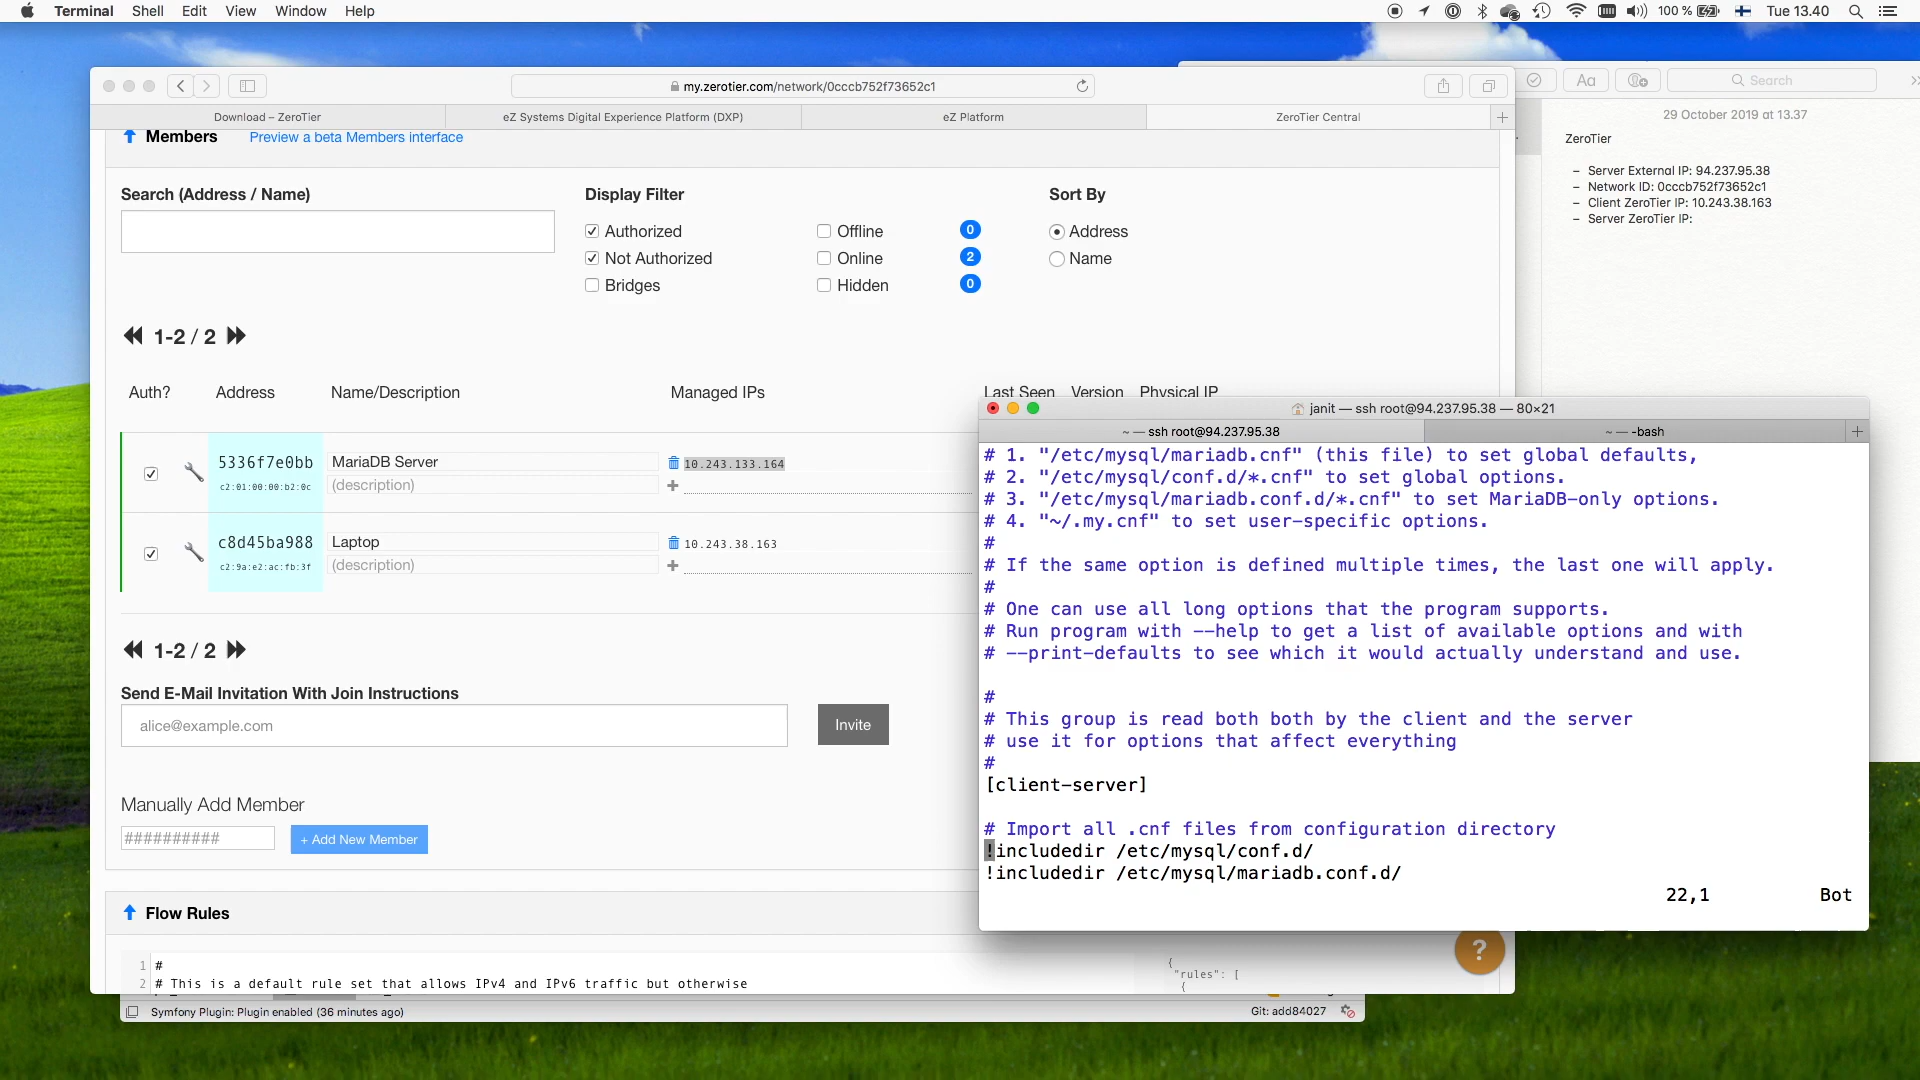 Terminal Shell Edit View Window Help
100 % Tue 13.40
my.zerotier.com/network/0cccb752f73652c1
Download – ZeroTier
eZ Systems Digital Experience Platform (DXP)
eZ Platform
ZeroTier Central
Members
Preview a beta Members interface
Search (Address / Name)
Display Filter
Sort By
Authorized
Offline
0
Address
Not Authorized
Online
2
Name
Bridges
Hidden
0
1-2 / 2
Auth?
Address
Name/Description
Managed IPs
Last Seen
Version
Physical IP
5336f7e0bb
c2:01:00:00:b2:0c
MariaDB Server
(description)
10.243.133.164
c8d45ba988
c2:9a:e2:ac:fb:3f
Laptop
(description)
10.243.38.163
1-2 / 2
Send E-Mail Invitation With Join Instructions
alice@example.com
Invite
Manually Add Member
##########
+ Add New Member
Flow Rules
1 #
2 # This is a default rule set that allows IPv4 and IPv6 traffic but otherwise
{
"rules": [
{
?
Symfony Plugin: Plugin enabled (36 minutes ago)
Git: add84027
Aa
Search
29 October 2019 at 13.37
ZeroTier
– Server External IP: 94.237.95.38
– Network ID: 0cccb752f73652c1
– Client ZeroTier IP: 10.243.38.163
– Server ZeroTier IP:
janit — ssh root@94.237.95.38 — 80×21
~ — ssh root@94.237.95.38
~ — -bash
# 1. "/etc/mysql/mariadb.cnf" (this file) to set global defaults,
# 2. "/etc/mysql/conf.d/*.cnf" to set global options.
# 3. "/etc/mysql/mariadb.conf.d/*.cnf" to set MariaDB-only options.
# 4. "~/.my.cnf" to set user-specific options.
#
# If the same option is defined multiple times, the last one will apply.
#
# One can use all long options that the program supports.
# Run program with --help to get a list of available options and with
# --print-defaults to see which it would actually understand and use.
#
# This group is read both both by the client and the server
# use it for options that affect everything
#
[client-server]
# Import all .cnf files from configuration directory
!includedir /etc/mysql/conf.d/
!includedir /etc/mysql/mariadb.conf.d/
22,1 Bot